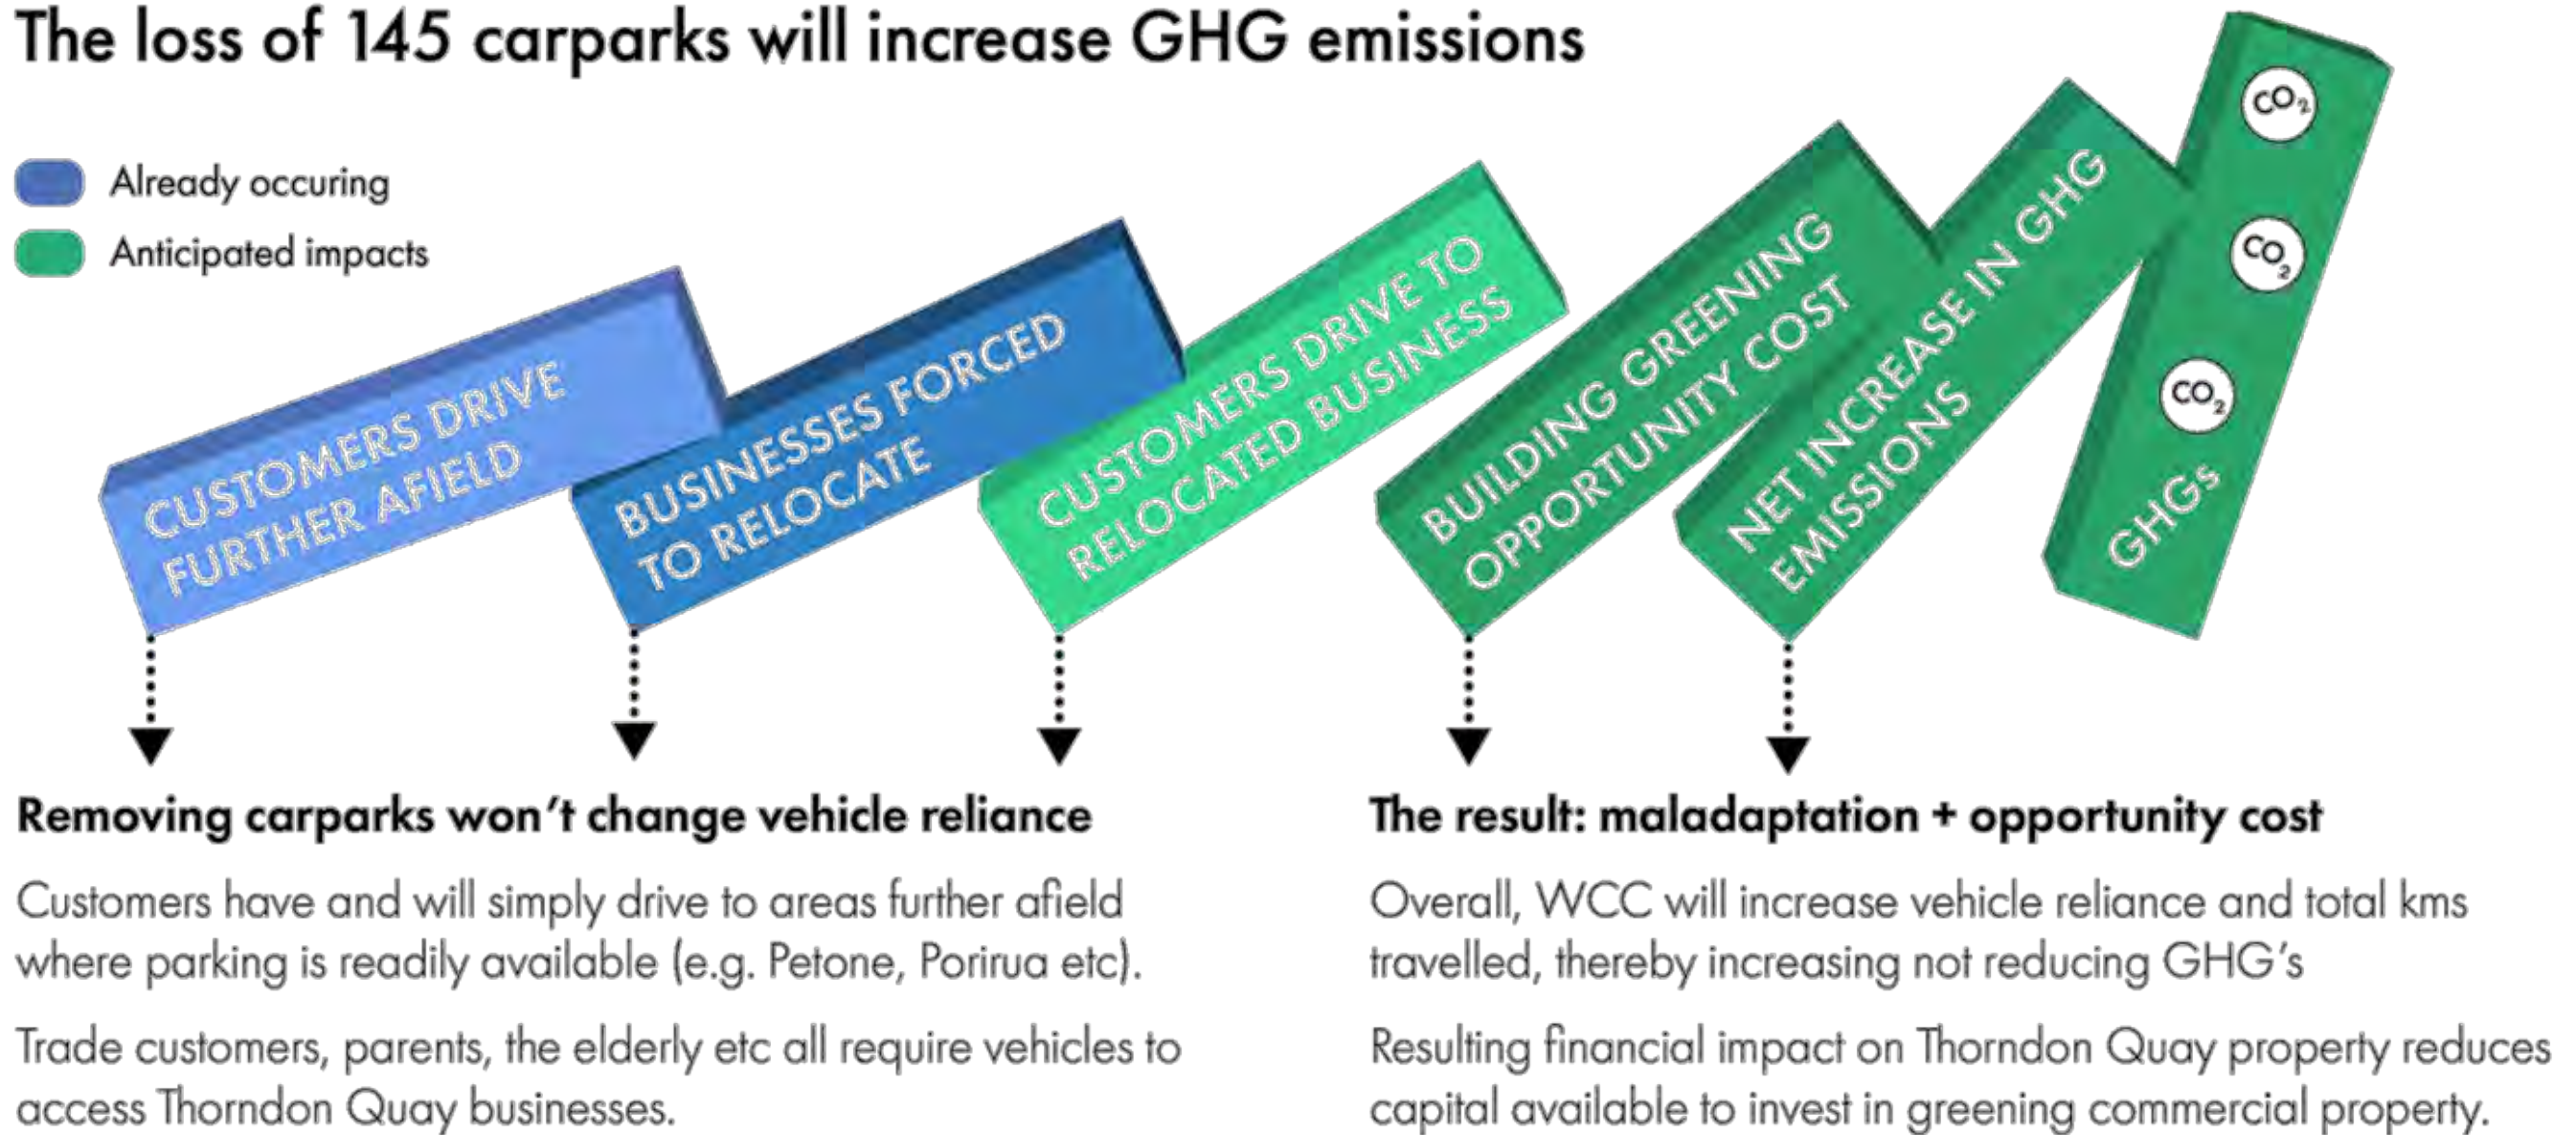 The loss of 145 carparks will increase GHG emissions
Already occuring
Anticipated impacts
CUSTOMERS DRIVE
FURTHER AFIELD
BUSINESSES FORCED
TO RELOCATE
CUSTOMERS DRIVE TO
RELOCATED BUSINESS
BUILDING GREENING
OPPORTUNITY COST
NET INCREASE IN GHG
EMISSIONS
CO₂
CO₂
CO₂
GHGs
Removing carparks won’t change vehicle reliance
Customers have and will simply drive to areas further afield
where parking is readily available (e.g. Petone, Porirua etc).
Trade customers, parents, the elderly etc all require vehicles to
access Thorndon Quay businesses.
The result: maladaptation + opportunity cost
Overall, WCC will increase vehicle reliance and total kms
travelled, thereby increasing not reducing GHG’s
Resulting financial impact on Thorndon Quay property reduces
capital available to invest in greening commercial property.